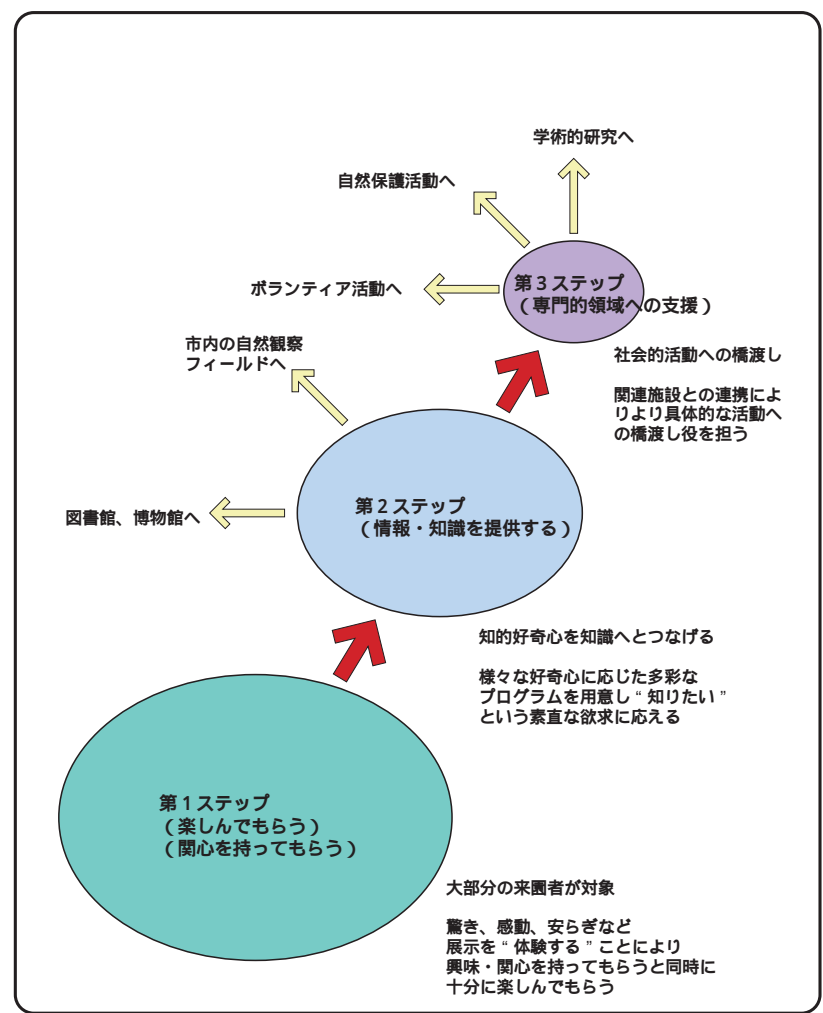 学術的研究へ
自然保護活動へ
ボランティア活動へ
第３ステップ
（専門的領域への支援）
市内の自然観察
フィールドへ
社会的活動への橋渡し
関連施設との連携によ
りより具体的な活動へ
の橋渡し役を担う
図書館、博物館へ
第２ステップ
（情報・知識を提供する）
知的好奇心を知識へとつなげる
様々な好奇心に応じた多彩な
プログラムを用意し“知りたい”
という素直な欲求に応える
第１ステップ
（楽しんでもらう）
（関心を持ってもらう）
大部分の来園者が対象
驚き、感動、安らぎなど
展示を“体験する”ことにより
興味・関心を持ってもらうと同時に
十分に楽しんでもらう